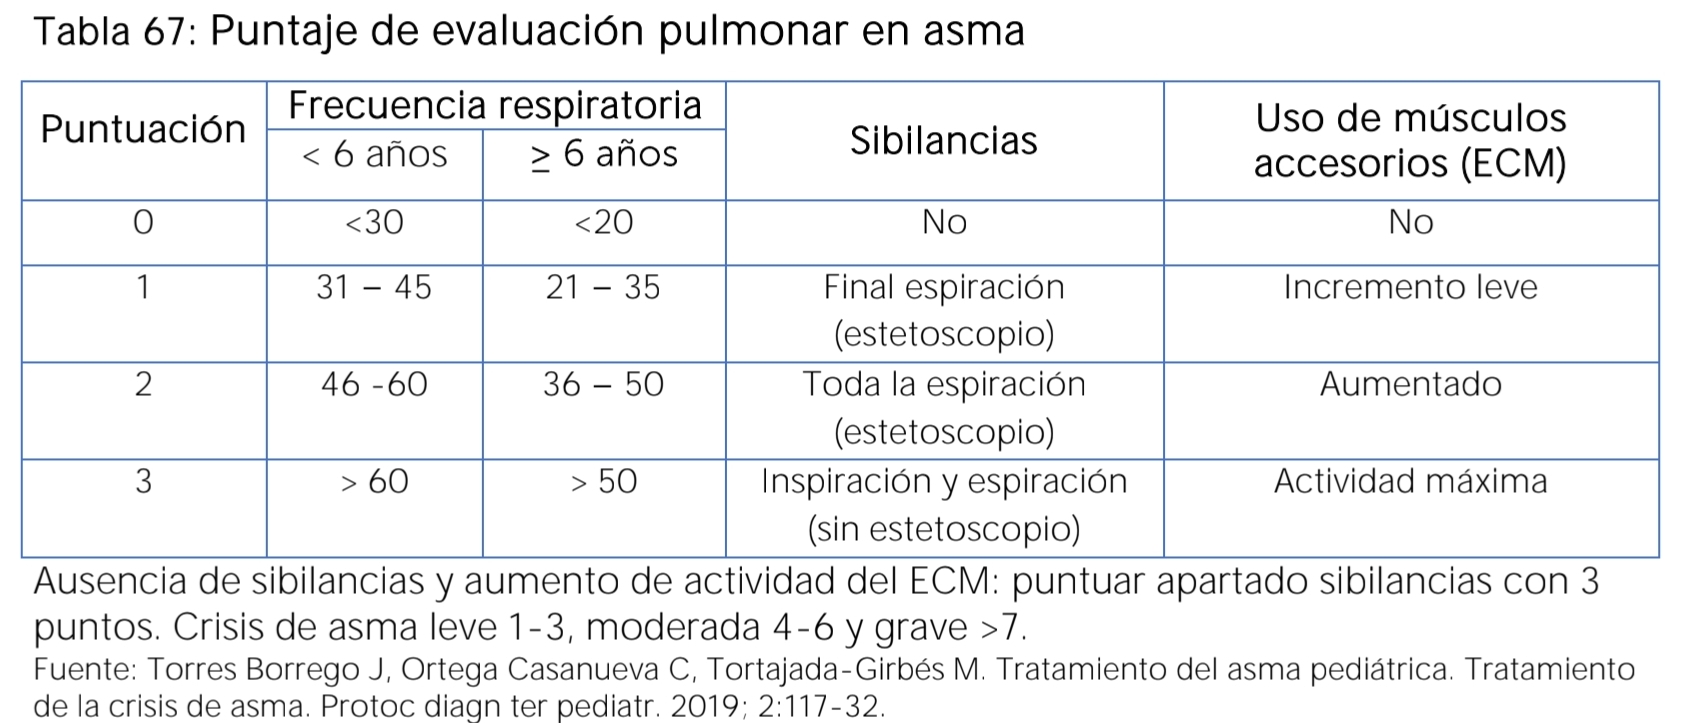 Tabla 67: Puntaje de evaluación pulmonar en asma
Puntuación
Frecuencia respiratoria
< 6 años
≥ 6 años
Sibilancias
Uso de músculos
accesorios (ECM)
0
<30
<20
No
No
1
31 – 45
21 – 35
Final espiración
(estetoscopio)
Incremento leve
2
46 -60
36 – 50
Toda la espiración
(estetoscopio)
Aumentado
3
> 60
> 50
Inspiración y espiración
(sin estetoscopio)
Actividad máxima
Ausencia de sibilancias y aumento de actividad del ECM: puntuar apartado sibilancias con 3
puntos. Crisis de asma leve 1-3, moderada 4-6 y grave >7.
Fuente: Torres Borrego J, Ortega Casanueva C, Tortajada-Girbés M. Tratamiento del asma pediátrica. Tratamiento
de la crisis de asma. Protoc diagn ter pediatr. 2019; 2:117-32.